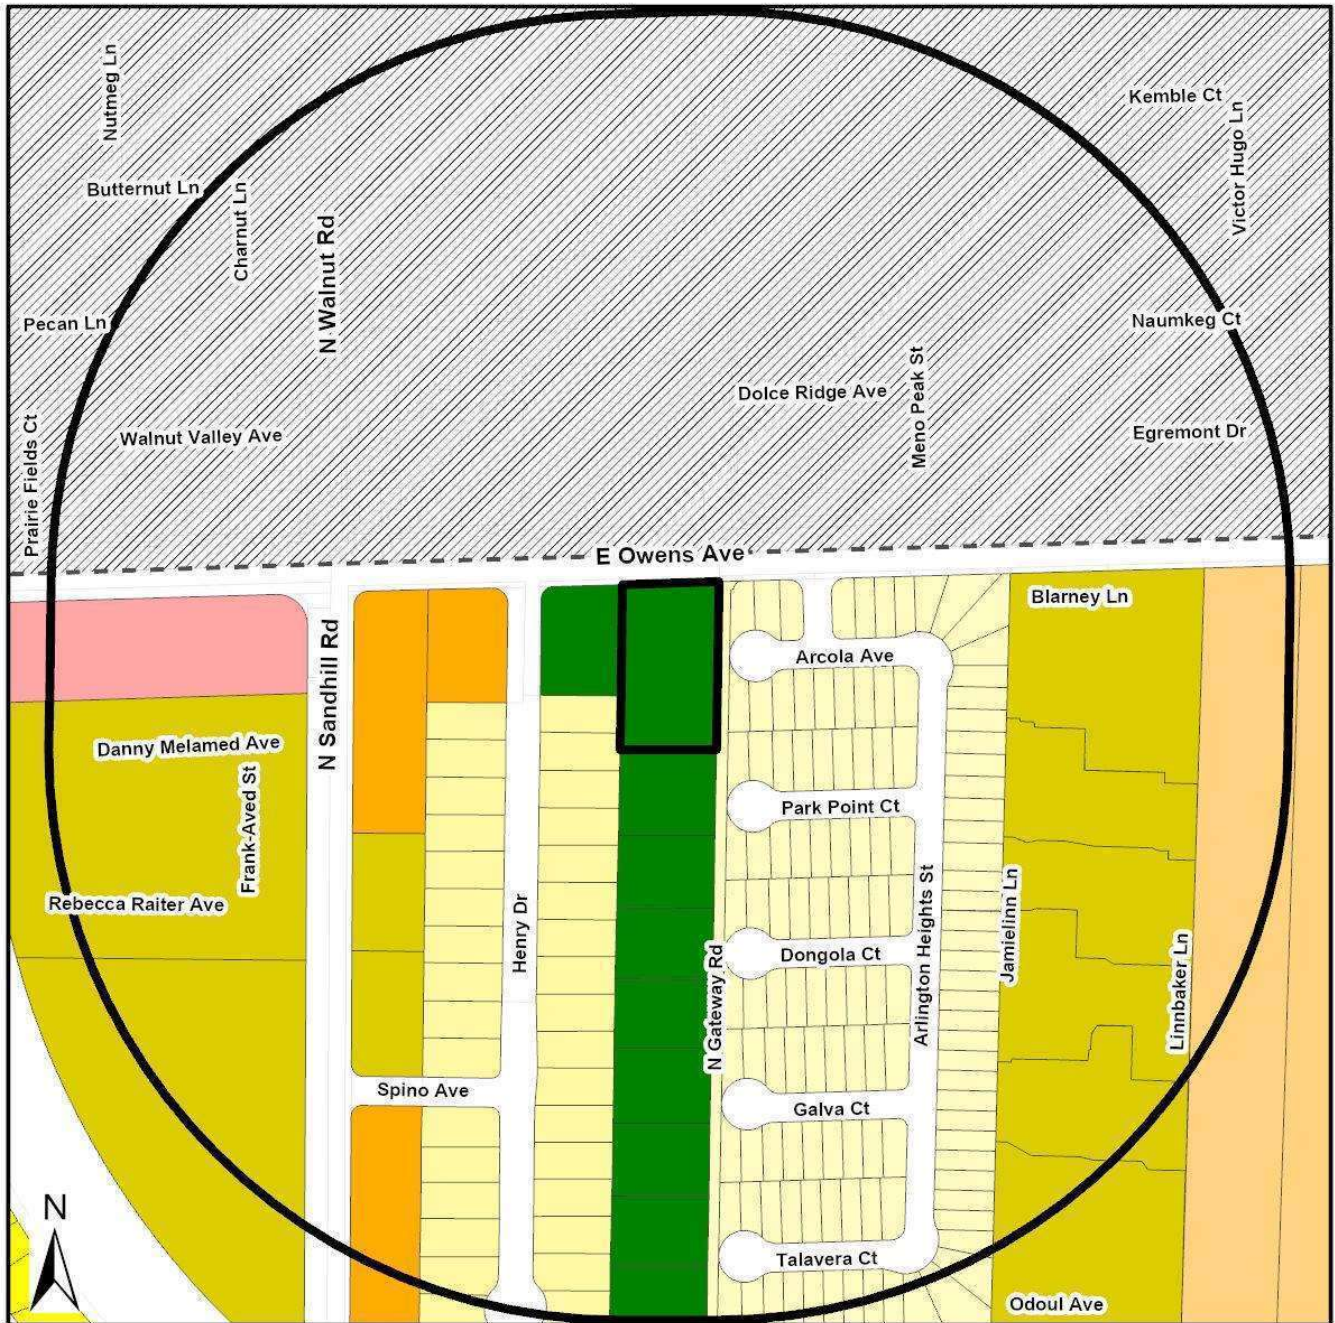 Nutmeg Ln
Kemble Ct
Victor Hugo Ln
Butternut Ln
Charnut Ln
N Walnut Rd
Pecan Ln
Naumkeg Ct
Dolce Ridge Ave
Meno Peak St
Prairie Fields Ct
Walnut Valley Ave
Egremont Dr
E Owens Ave
Blarney Ln
N Sandhill Rd
Arcola Ave
Danny Melamed Ave
Frank-Aved St
Park Point Ct
Rebecca Raiter Ave
Henry Dr
N Gateway Rd
Dongola Ct
Arlington Heights St
Jamielinn Ln
Linnbaker Ln
Spino Ave
Galva Ct
N
Talavera Ct
Odoul Ave